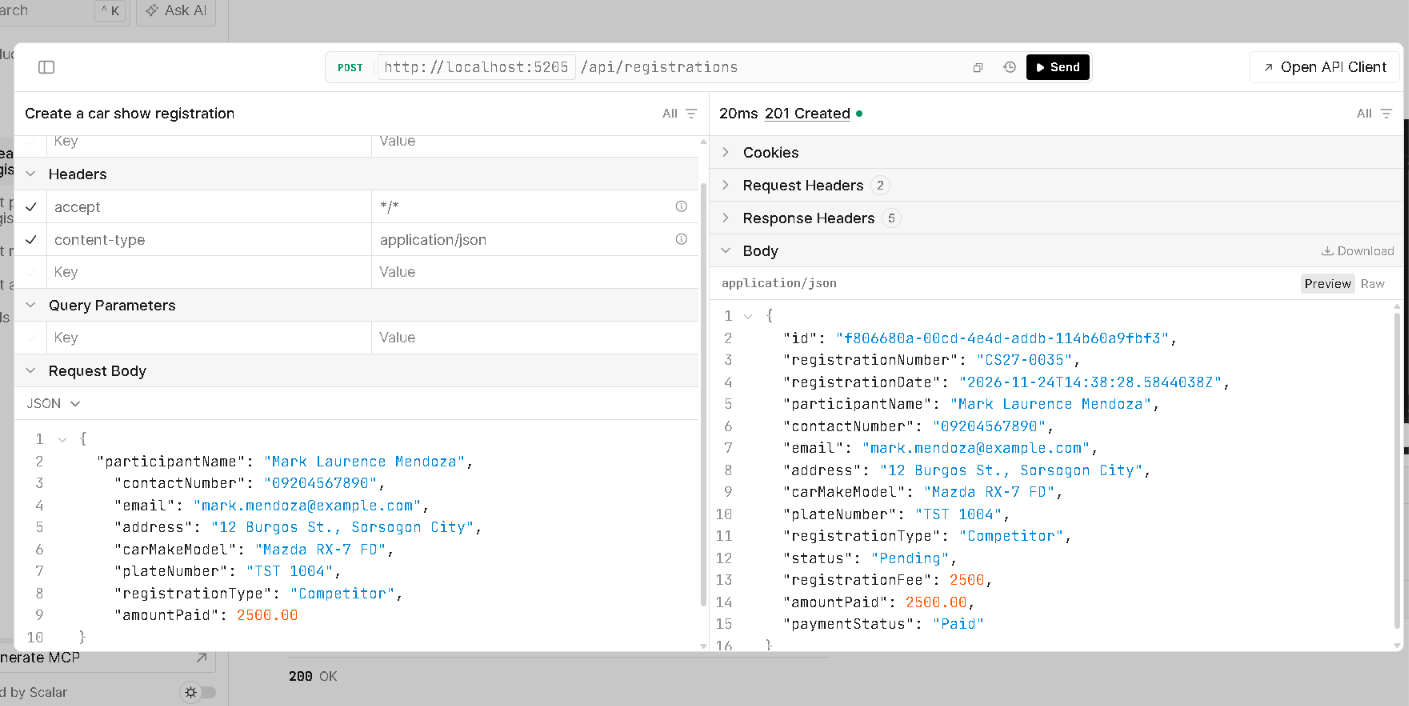 arch ^ K Ask AI
POST http://localhost:5205 /api/registrations Send Open API Client
Create a car show registration All
Key Value
Headers
accept */*
content-type application/json
Key Value
Query Parameters
Key Value
Request Body
JSON
1 {
2 "participantName": "Mark Laurence Mendoza",
3 "contactNumber": "09204567890",
4 "email": "mark.mendoza@example.com",
5 "address": "12 Burgos St., Sorsogon City",
6 "carMakeModel": "Mazda RX-7 FD",
7 "plateNumber": "TST 1004",
8 "registrationType": "Competitor",
9 "amountPaid": 2500.00
10 }
20ms 201 Created All
Cookies
Request Headers 2
Response Headers 5
Body Download
application/json Preview Raw
1 {
2 "id": "f806680a-00cd-4e4d-addb-114b60a9fbf3",
3 "registrationNumber": "CS27-0035",
4 "registrationDate": "2026-11-24T14:38:28.5844038Z",
5 "participantName": "Mark Laurence Mendoza",
6 "contactNumber": "09204567890",
7 "email": "mark.mendoza@example.com",
8 "address": "12 Burgos St., Sorsogon City",
9 "carMakeModel": "Mazda RX-7 FD",
10 "plateNumber": "TST 1004",
11 "registrationType": "Competitor",
12 "status": "Pending",
13 "registrationFee": 2500,
14 "amountPaid": 2500.00,
15 "paymentStatus": "Paid"
16 }
nerate MCP
200 OK
d by Scalar